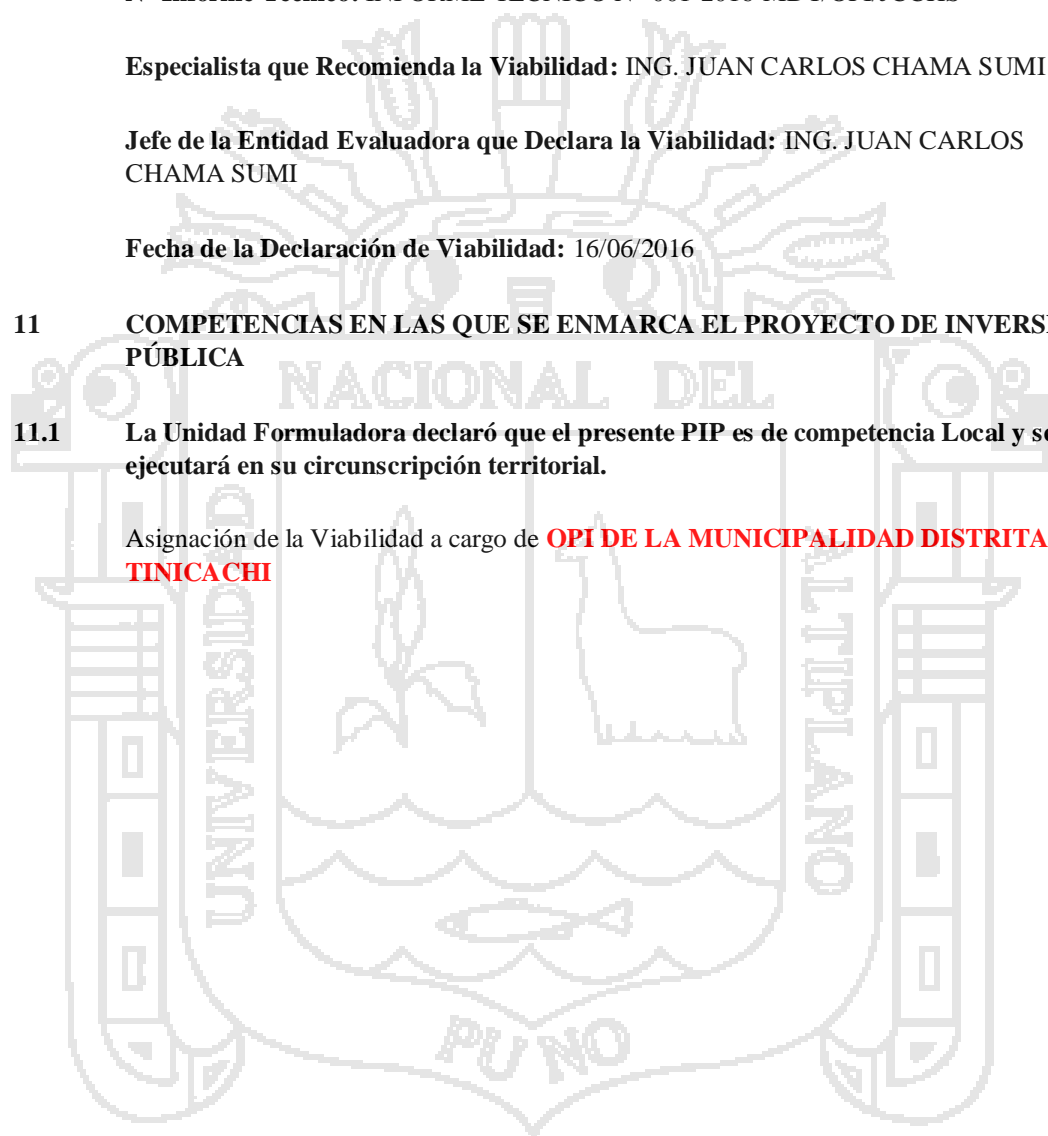 Especialista que Recomienda la Viabilidad: ING. JUAN CARLOS CHAMA SUMI
Jefe de la Entidad Evaluadora que Declara la Viabilidad: ING. JUAN CARLOS
CHAMA SUMI
Fecha de la Declaración de Viabilidad: 16/06/2016
11 COMPETENCIAS EN LAS QUE SE ENMARCA EL PROYECTO DE
PÚBLICA
NACIONAL DEL
11.1 La Unidad Formuladora declaró que el presente PIP es de competencia Local y
ejecutará en su circunscripción territorial.
Asignación de la Viabilidad a cargo de OPI DE LA MUNICIPALIDAD
TINICACHI
UNIVERSIDAD
ALTIPLANO
PUNO